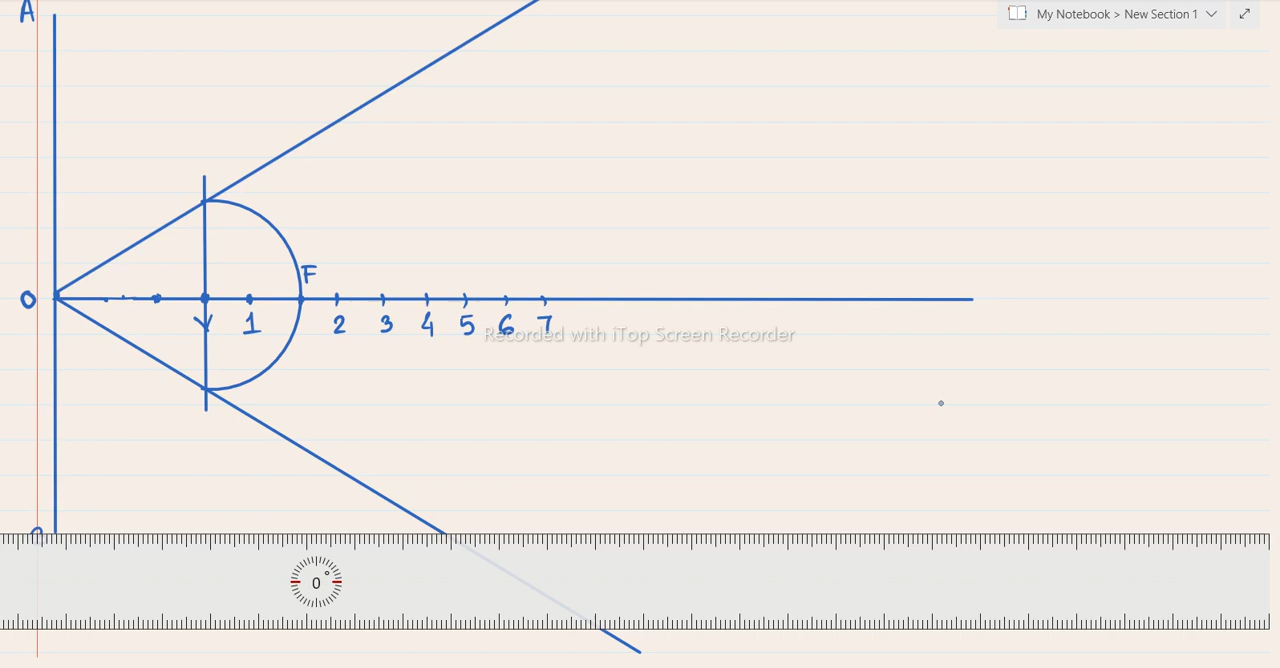 A
My Notebook > New Section 1
F
O
V 1 2 3 4 5 6 7
Recorded with iTop Screen Recorder
0°